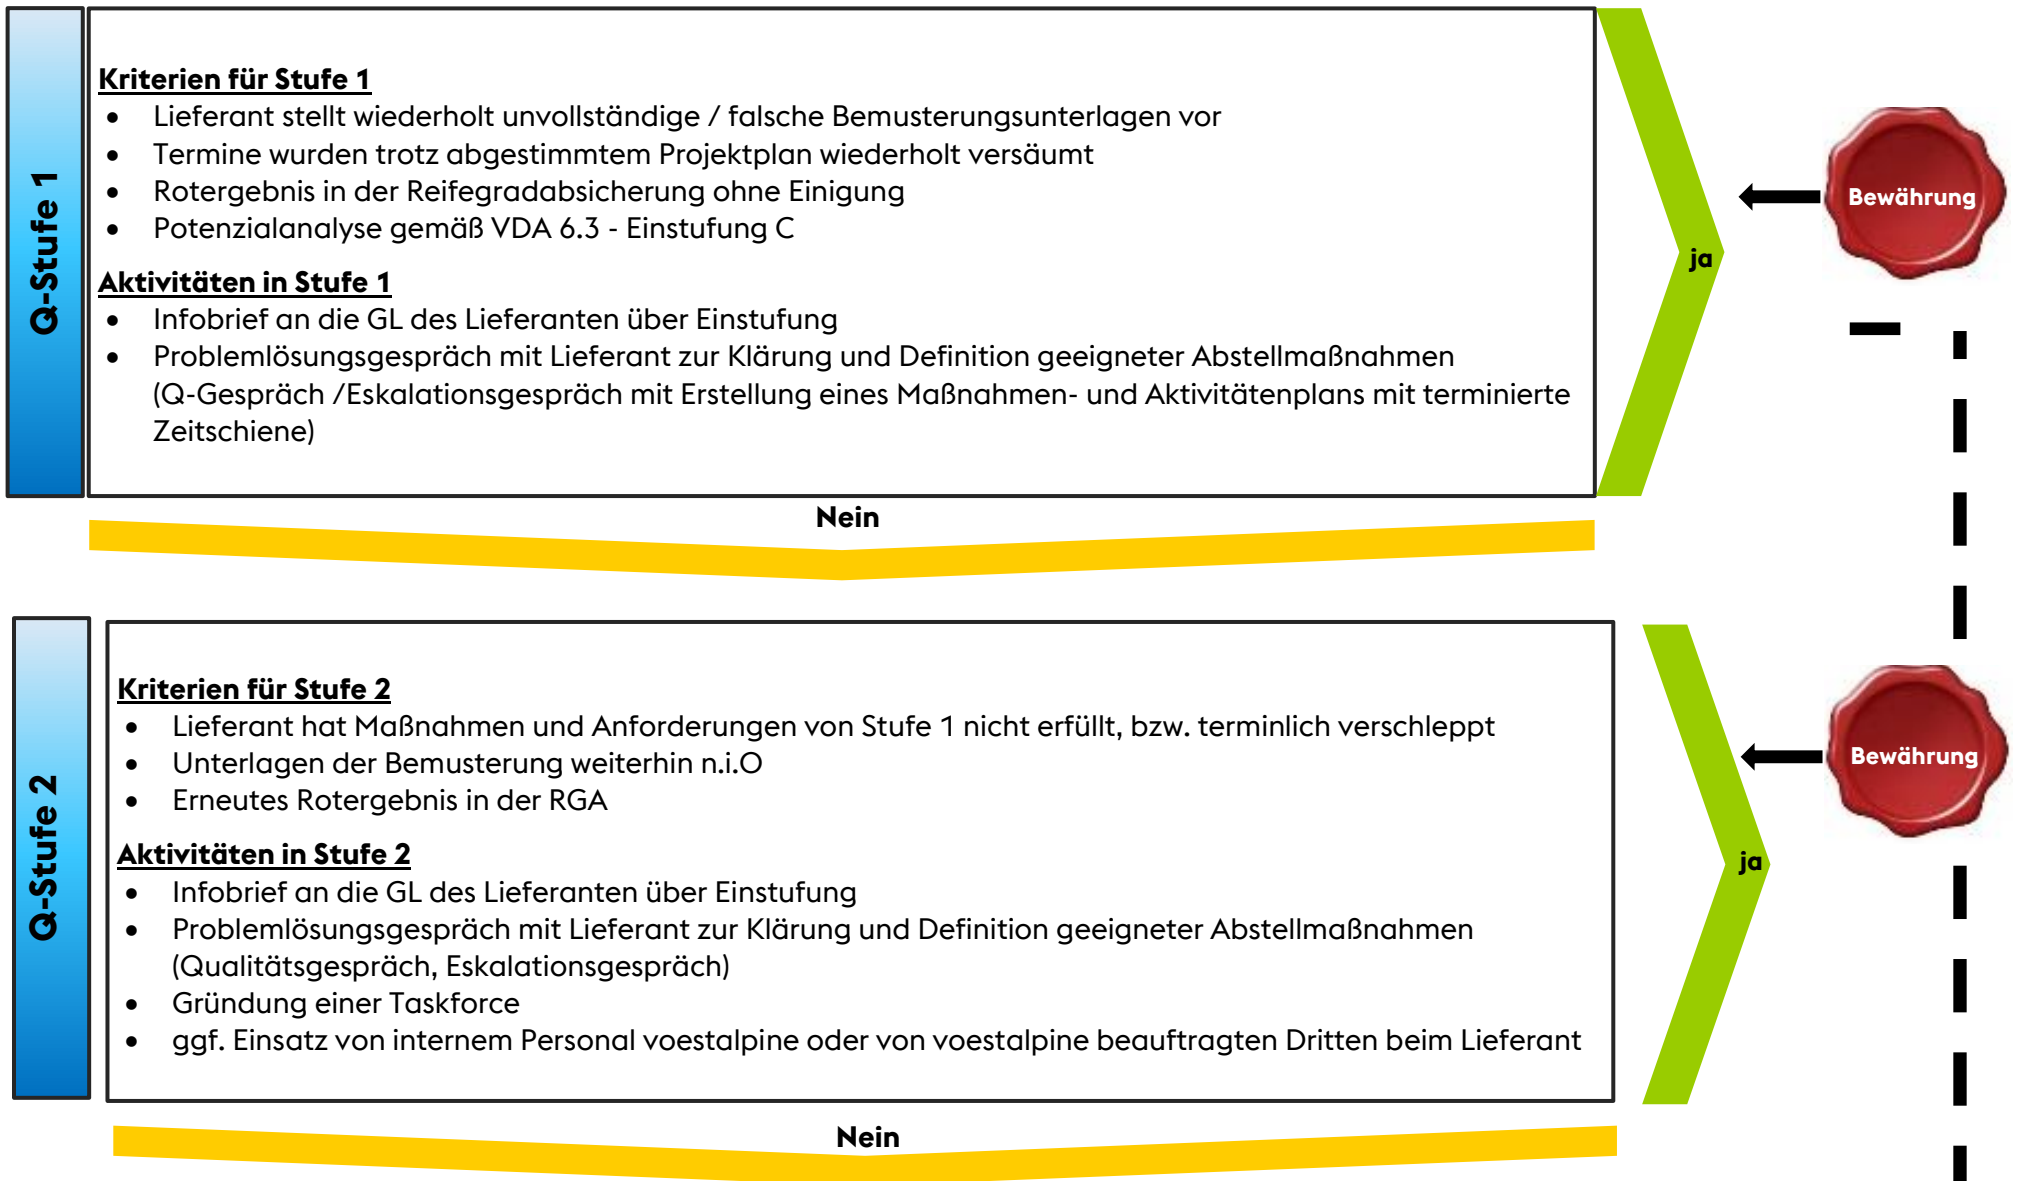 Q-Stufe 1
Kriterien für Stufe 1
• Lieferant stellt wiederholt unvollständige / falsche Bemusterungsunterlagen vor
• Termine wurden trotz abgestimmtem Projektplan wiederholt versäumt
• Rotergebnis in der Reifegradabsicherung ohne Einigung
• Potenzialanalyse gemäß VDA 6.3 - Einstufung C
Aktivitäten in Stufe 1
• Infobrief an die GL des Lieferanten über Einstufung
• Problemlösungsgespräch mit Lieferant zur Klärung und Definition geeigneter Abstellmaßnahmen
(Q-Gespräch /Eskalationsgespräch mit Erstellung eines Maßnahmen- und Aktivitätenplans mit terminierte
Zeitschiene)
ja
Bewährung
Nein
Q-Stufe 2
Kriterien für Stufe 2
• Lieferant hat Maßnahmen und Anforderungen von Stufe 1 nicht erfüllt, bzw. terminlich verschleppt
• Unterlagen der Bemusterung weiterhin n.i.O
• Erneutes Rotergebnis in der RGA
Aktivitäten in Stufe 2
• Infobrief an die GL des Lieferanten über Einstufung
• Problemlösungsgespräch mit Lieferant zur Klärung und Definition geeigneter Abstellmaßnahmen
(Qualitätsgespräch, Eskalationsgespräch)
• Gründung einer Taskforce
• ggf. Einsatz von internem Personal voestalpine oder von voestalpine beauftragten Dritten beim Lieferant
ja
Bewährung
Nein